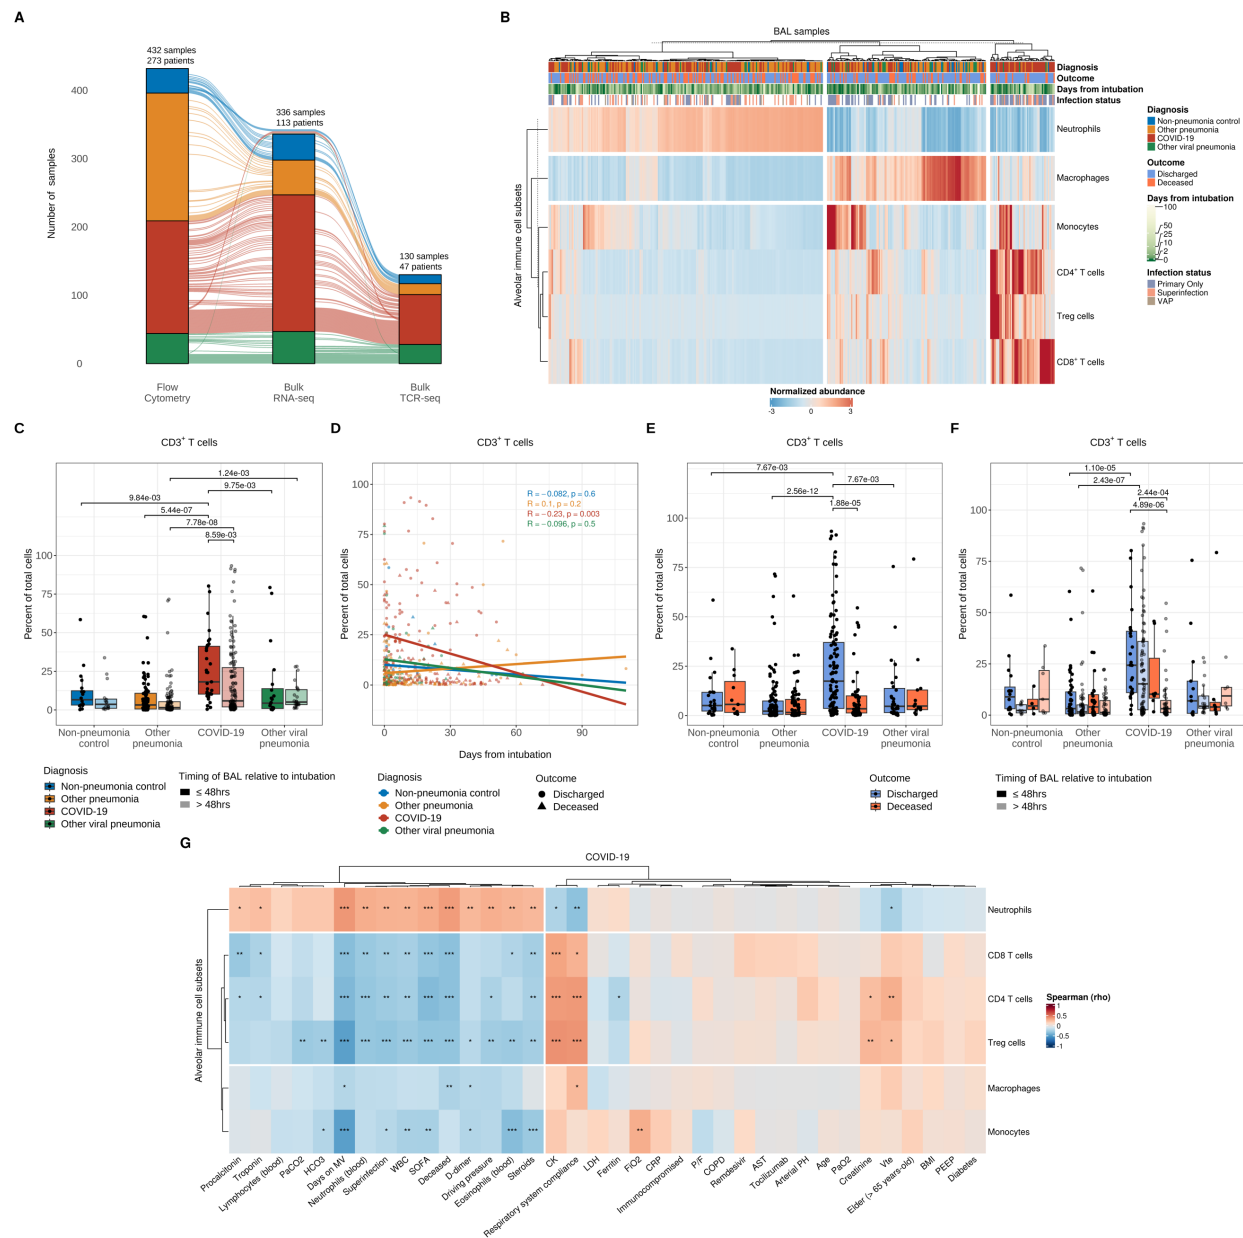 A
432 samples
273 patients
336 samples
113 patients
130 samples
47 patients
Number of samples
400
300
200
100
0
Flow
Cytometry
Bulk
RNA-seq
Bulk
TCR-seq
B
BAL samples
Diagnosis
Outcome
Days from intubation
Infection status
Alveolar immune cell subsets
Neutrophils
Macrophages
Monocytes
CD4+ T cells
Treg cells
CD8+ T cells
Normalized abundance
-3
0
3
Diagnosis
Non-pneumonia control
Other pneumonia
COVID-19
Other viral pneumonia
Outcome
Discharged
Deceased
Days from intubation
100
50
25
10
2
0
Infection status
Primary Only
Superinfection
VAP
C
CD3+ T cells
1.24e-03
9.75e-03
9.84e-03
5.44e-07
7.78e-08
8.59e-03
Percent of total cells
100
75
50
25
0
Non-pneumonia
control
Other
pneumonia
COVID-19
Other viral
pneumonia
Diagnosis
Non-pneumonia control
Other pneumonia
COVID-19
Other viral pneumonia
Timing of BAL relative to intubation
≤ 48hrs
> 48hrs
D
CD3+ T cells
R = −0.082, p = 0.6
R = 0.1, p = 0.2
R = −0.23, p = 0.003
R = −0.096, p = 0.5
Percent of total cells
100
75
50
25
0
0
30
60
90
Days from intubation
Diagnosis
Non-pneumonia control
Other pneumonia
COVID-19
Other viral pneumonia
Outcome
Discharged
Deceased
E
CD3+ T cells
7.67e-03
7.67e-03
2.56e-12
1.88e-05
Percent of total cells
100
75
50
25
0
Non-pneumonia
control
Other
pneumonia
COVID-19
Other viral
pneumonia
Outcome
Discharged
Deceased
F
CD3+ T cells
1.10e-05
2.43e-07
2.44e-04
4.89e-06
Percent of total cells
100
75
50
25
0
Non-pneumonia
control
Other
pneumonia
COVID-19
Other viral
pneumonia
Timing of BAL relative to intubation
≤ 48hrs
> 48hrs
G
COVID-19
Alveolar immune cell subsets
Neutrophils
CD8 T cells
CD4 T cells
Treg cells
Macrophages
Monocytes
Procalcitonin
Troponin
Lymphocytes (blood)
PaCO2
HCO3
Days on MV
Neutrophils (blood)
Superinfection
WBC
SOFA
Deceased
D-dimer
Driving pressure
Eosinophils (blood)
Steroids
CK
Respiratory system compliance
LDH
Ferritin
FiO2
CRP
Immunocompromised
P/F
COPD
Remdesivir
AST
Tocilizumab
Arterial PH
Age
PaO2
Creatinine
Vte
Elder (> 65 years-old)
BMI
PEEP
Diabetes
Spearman (rho)
1
0.5
0
-0.5
-1